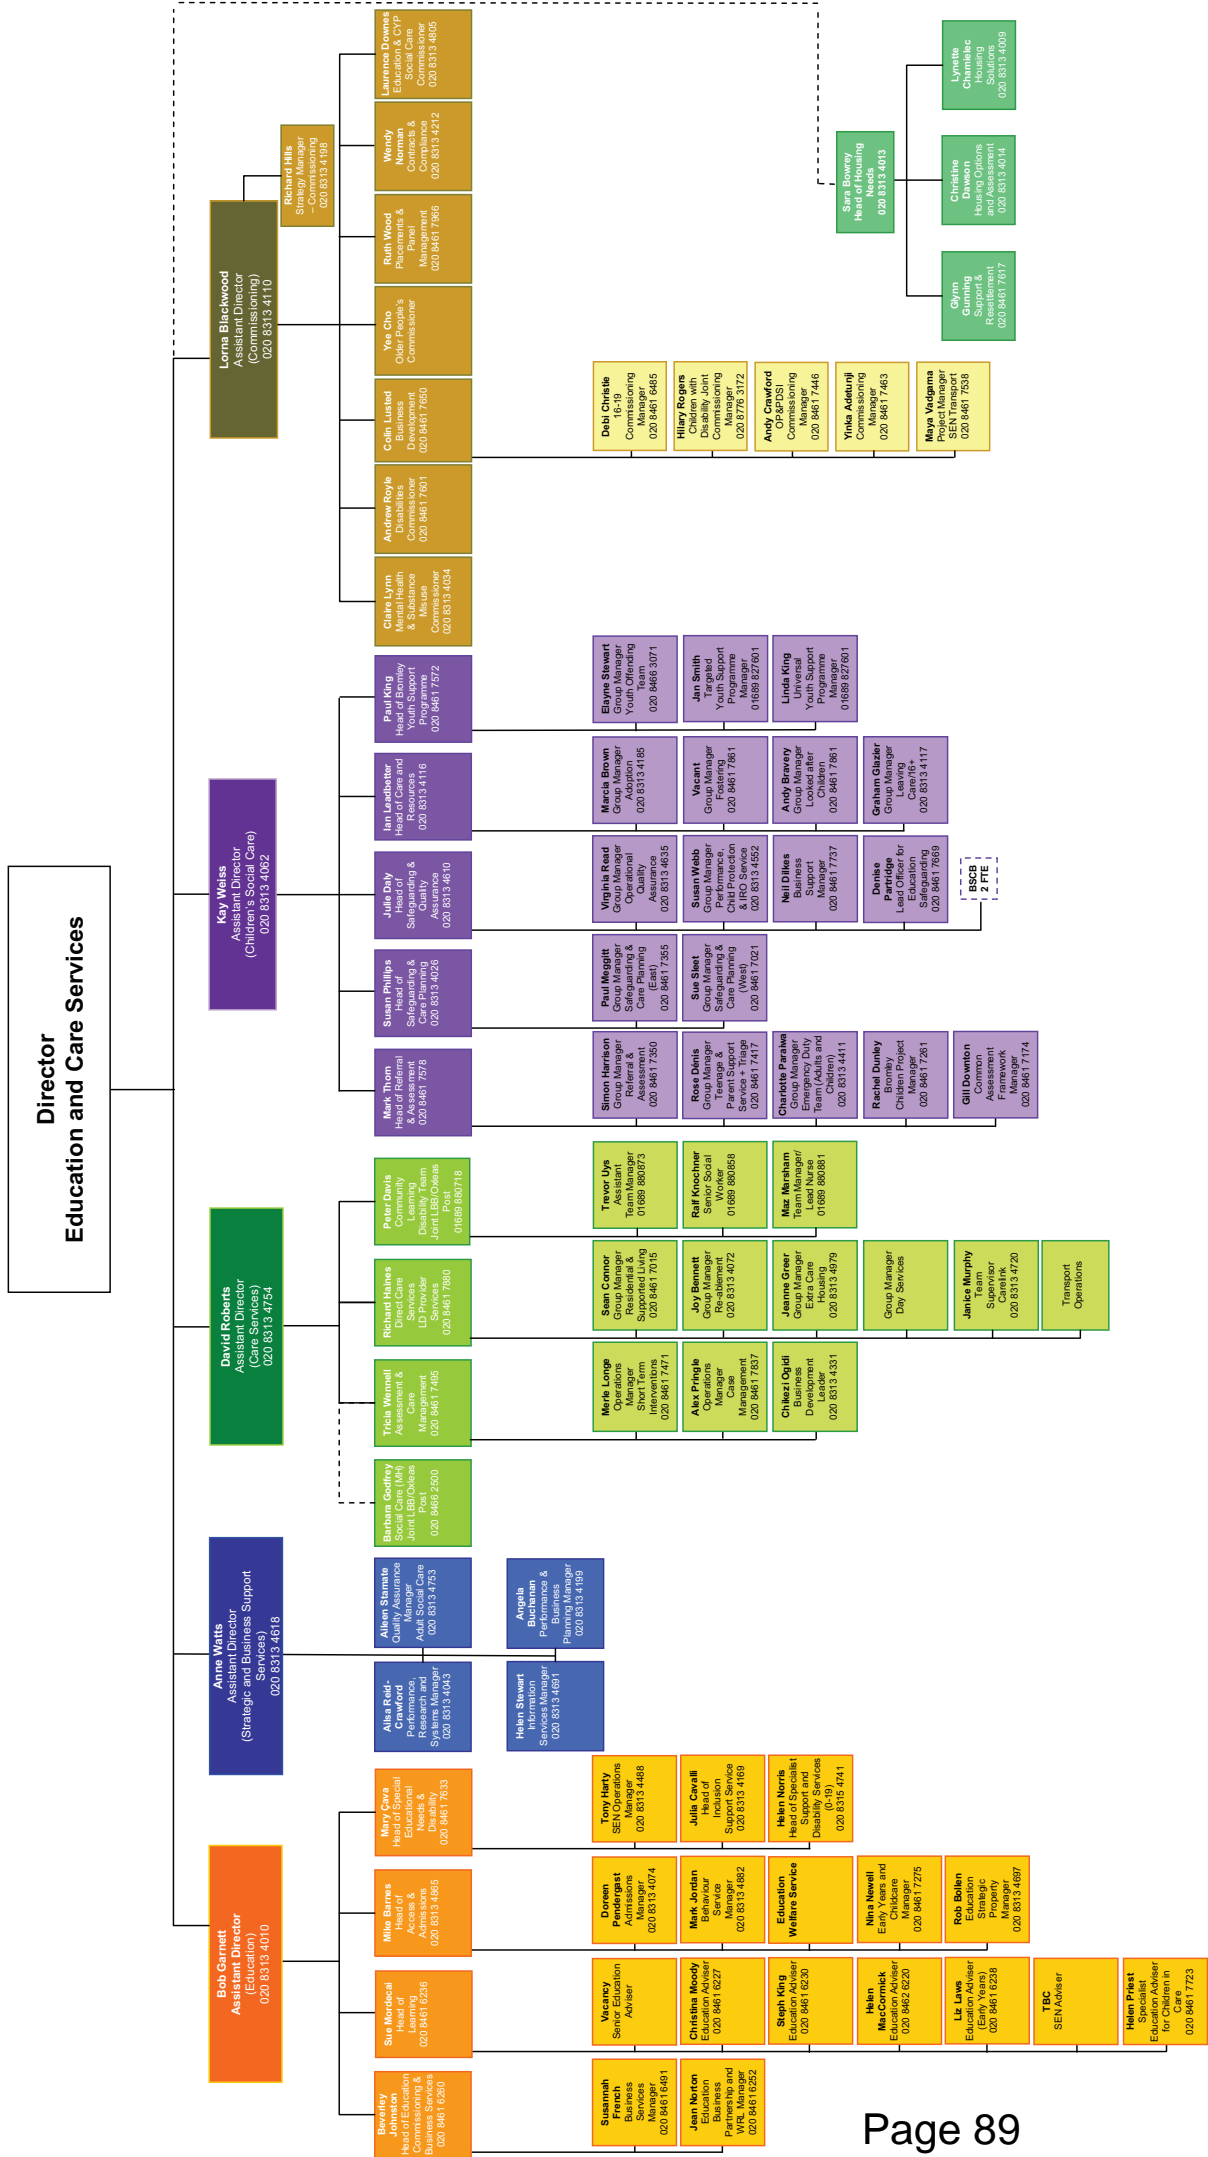 Director
Education and Care Services
Bob Garnett
Assistant Director
(Education)
020 8313 4010
Anne Watts
Assistant Director
(Strategic and Business Support
Services)
020 8313 4618
David Roberts
Assistant Director
(Care Services)
020 8313 4754
Kay Weiss
Assistant Director
(Children's Social Care)
020 8313 4062
Lorna Blackwood
Assistant Director
(Commissioning)
020 8313 4110
Richard Hills
Strategy Manager
– Commissioning
020 8313 4198
Beverley
Johnston
Head of Education
Commissioning &
Business Services
020 8461 6260
Sue Mordecai
Head of
Learning
020 8461 6236
Mike Barnes
Head of
Access &
Admissions
020 8313 4865
Mary Çava
Head of Special
Educational
Needs &
Disability
020 8461 7633
Ailsa Reid-
Crawford
Performance,
Research and
Systems Manager
020 8313 4043
Aileen Stamate
Quality Assurance
Manager
Adult Social Care
020 8313 4753
Helen Stewart
Information
Services Manager
020 8313 4691
Angela
Buchanan
Performance &
Business
Planning Manager
020 8313 4199
Barbara Godfrey
Social Care (MH)
Joint LBB/Oxleas
Post
020 8466 2500
Tricia Wennell
Assessment &
Care
Management
020 8461 7495
Richard Haines
Direct Care
Services
LD Provider
Services
020 8461 7880
Peter Davis
Community
Learning
Disability Team
Joint LBB/Oxleas
Post
01689 880718
Mark Thorn
Head of Referral
& Assessment
020 8461 7578
Susan Phillips
Head of
Safeguarding &
Care Planning
020 8313 4026
Julie Daly
Head of
Safeguarding &
Quality
Assurance
020 8313 4610
Ian Leadbetter
Head of Care and
Resources
020 8313 4116
Paul King
Head of Bromley
Youth Support
Programme
020 8461 7572
Claire Lynn
Mental Health
& Substance
Misuse
Commissioner
020 8313 4034
Andrew Royle
Disabilities
Commissioner
020 8461 7601
Colin Lusted
Business
Development
020 8461 7650
Yee Cho
Older People's
Commissioner
Ruth Wood
Placements &
Panel
Management
020 8461 7966
Wendy
Norman
Contracts &
Compliance
020 8313 4212
Laurence Downes
Education & CYP
Social Care
Commissioner
020 8313 4805
Susannah
French
Business
Services
Manager
020 8461 6491
Jean Norton
Education
Business
Partnership and
WRL Manager
020 8461 6252
Vacancy
Senior Education
Adviser
Christina Moody
Education Adviser
020 8461 6227
Steph King
Education Adviser
020 8461 6230
Helen
MacCormick
Education Adviser
020 8462 6220
Liz Laws
Education Adviser
(Early Years)
020 8461 6238
TBC
SEN Adviser
Helen Priest
Specialist
Education Adviser
for Children in
Care
020 8461 7723
Doreen
Pendergast
Admissions
Manager
020 8313 4074
Mark Jordan
Behaviour
Service
Manager
020 8313 4882
Education
Welfare Service
Nina Newell
Early Years and
Childcare
Manager
020 8461 7275
Rob Bollen
Education
Strategic
Property
Manager
020 8313 4697
Tony Harty
SEN Operations
Manager
020 8313 4488
Julia Cavalli
Head of
Inclusion
Support Service
020 8313 4169
Helen Norris
Head of Specialist
Support and
Disability Services
(0-19)
020 8315 4741
Merle Longe
Operations
Manager
Short Term
Interventions
020 8461 7471
Alex Pringle
Operations
Manager
Case
Management
020 8461 7837
Chikezi Ogidi
Business
Development
Leader
020 8313 4331
Sean Connor
Group Manager
Residential &
Supported Living
020 8461 7015
Joy Bennett
Group Manager
Re-ablement
020 8313 4072
Jeanne Greer
Group Manager
Extra Care
Housing
020 8313 4979
Group Manager
Day Services
Janice Murphy
Team
Supervisor
Carelink
020 8313 4720
Transport
Operations
Trevor Uys
Assistant
Team Manager
01689 880873
Ralf Knochner
Senior Social
Worker
01689 880858
Maz Marsham
Team Manager/
Lead Nurse
01689 880881
Simon Harrison
Group Manager
Referral &
Assessment
020 8461 7350
Rose Dénis
Group Manager
Teenage &
Parent Support
Service + Triage
020 8461 7417
Charlotte Paraiwa
Group Manager
Emergency Duty
Team (Adults and
Children)
020 8313 4411
Rachel Dunley
Bromley
Children Project
Manager
020 8461 7261
Gill Downton
Common
Assessment
Framework
Manager
020 8461 7174
Paul Meggitt
Group Manager
Safeguarding &
Care Planning
(East)
020 8461 7355
Sue Sleet
Group Manager
Safeguarding &
Care Planning
(West)
020 8461 7021
Virginia Read
Group Manager
Operational
Quality
Assurance
020 8313 4635
Susan Webb
Group Manager
Performance,
Child Protection
& IRO Service
020 8313 4552
Neil Dilkes
Business
Support
Manager
020 8461 7737
Denise
Partridge
Lead Officer for
Education
Safeguarding
020 8461 7669
BSCB
2 FTE
Marcia Brown
Group Manager
Adoption
020 8313 4185
Vacant
Group Manager
Fostering
020 8461 7861
Andy Bravery
Group Manager
Looked after
Children
020 8461 7861
Graham Glazier
Group Manager
Leaving
Care/16+
020 8313 4117
Elayne Stewart
Group Manager
Youth Offending
Team
020 8466 3071
Jan Smith
Targeted
Youth Support
Programme
Manager
01689 827601
Linda King
Universal
Youth Support
Programme
Manager
01689 827601
Debi Christie
16-19
Commissioning
Manager
020 8461 6485
Hilary Rogers
Children with
Disability Joint
Commissioning
Manager
020 8776 3172
Andy Crawford
OP&PDSI
Commissioning
Manager
020 8461 7446
Yinka Adetunji
Commissioning
Manager
020 8461 7463
Maya Vadgama
Project Manager
SEN Transport
020 8461 7538
Sara Bowrey
Head of Housing
Needs
020 8313 4013
Glynn
Gunning
Support &
Resettlement
020 8461 7617
Christine
Dawson
Housing Options
and Assessment
020 8313 4014
Lynette
Chamielec
Housing
Solutions
020 8313 4009
Page 89